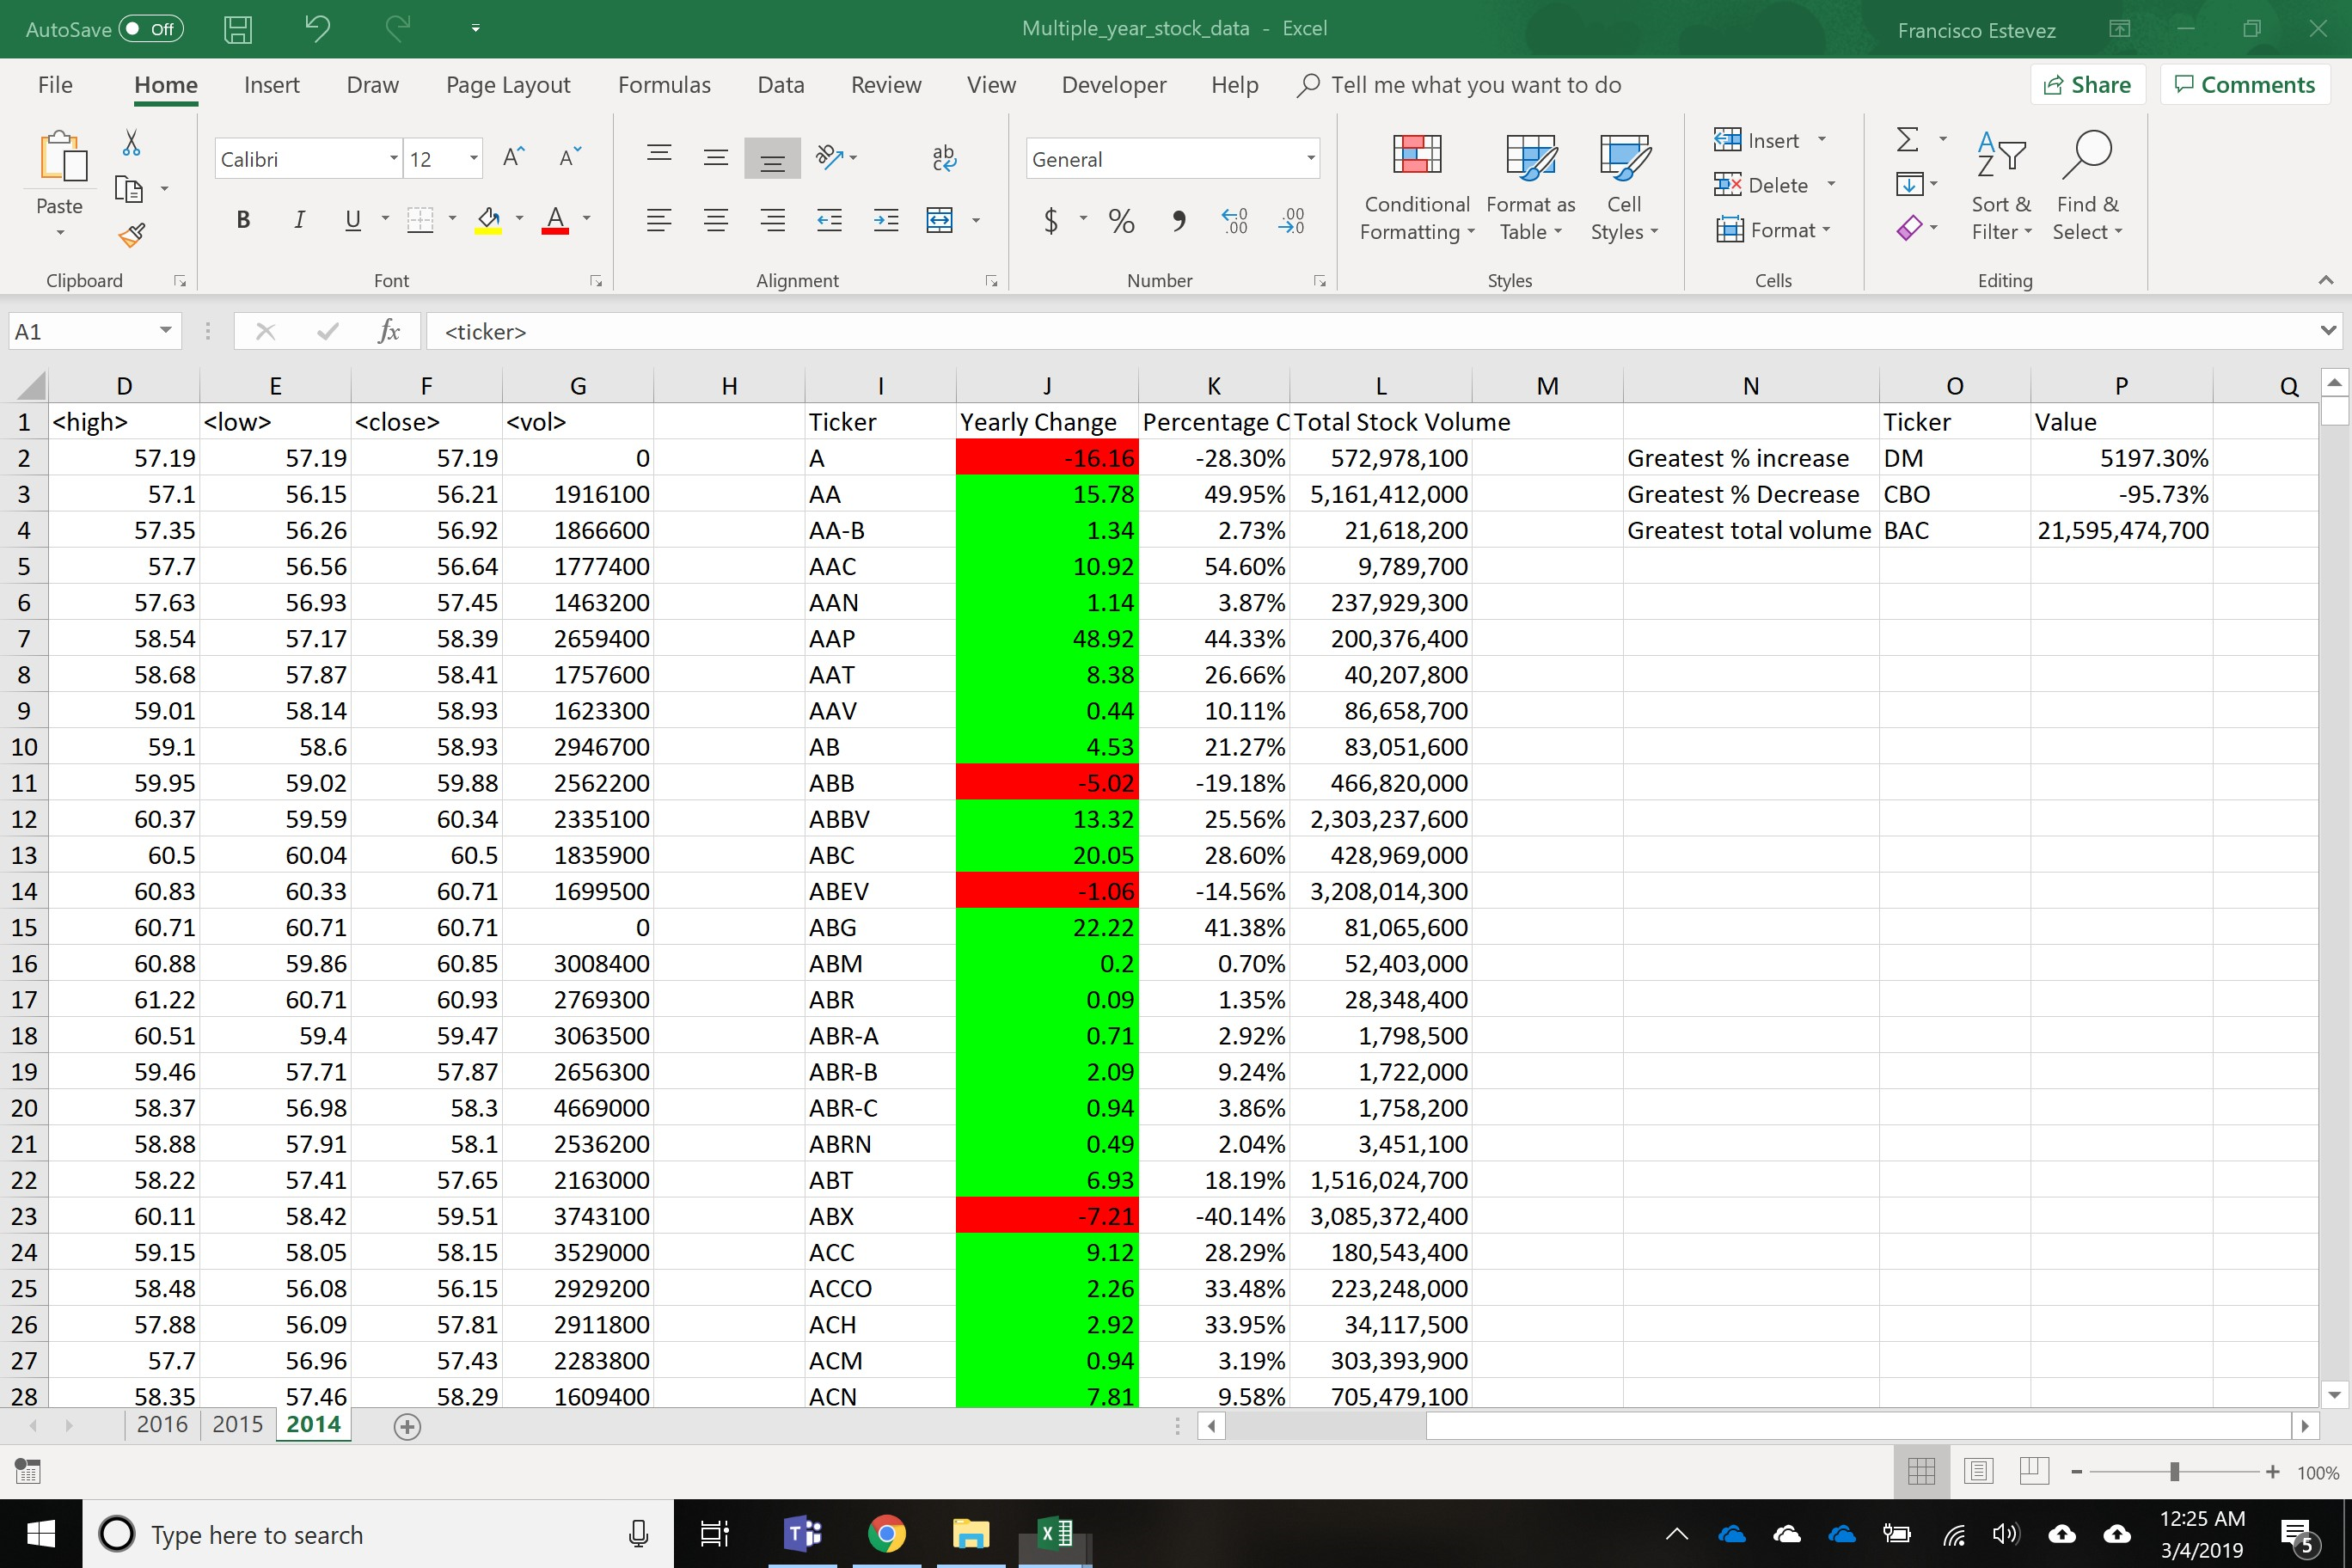 AutoSave Off Multiple_year_stock_data - Excel Francisco Estevez
File Home Insert Draw Page Layout Formulas Data Review View Developer Help Tell me what you want to do Share Comments
Paste Calibri 12 General Conditional Formatting Format as Table Cell Styles Insert Delete Format Sort & Filter Find & Select
Clipboard Font Alignment Number Styles Cells Editing
A1 fx <ticker>
D E F G H I J K L M N O P Q
1 <high> <low> <close> <vol> Ticker Yearly Change Percentage C Total Stock Volume Ticker Value
2 57.19 57.19 57.19 0 A -16.16 -28.30% 572,978,100 Greatest % increase DM 5197.30%
3 57.1 56.15 56.21 1916100 AA 15.78 49.95% 5,161,412,000 Greatest % Decrease CBO -95.73%
4 57.35 56.26 56.92 1866600 AA-B 1.34 2.73% 21,618,200 Greatest total volume BAC 21,595,474,700
5 57.7 56.56 56.64 1777400 AAC 10.92 54.60% 9,789,700
6 57.63 56.93 57.45 1463200 AAN 1.14 3.87% 237,929,300
7 58.54 57.17 58.39 2659400 AAP 48.92 44.33% 200,376,400
8 58.68 57.87 58.41 1757600 AAT 8.38 26.66% 40,207,800
9 59.01 58.14 58.93 1623300 AAV 0.44 10.11% 86,658,700
10 59.1 58.6 58.93 2946700 AB 4.53 21.27% 83,051,600
11 59.95 59.02 59.88 2562200 ABB -5.02 -19.18% 466,820,000
12 60.37 59.59 60.34 2335100 ABBV 13.32 25.56% 2,303,237,600
13 60.5 60.04 60.5 1835900 ABC 20.05 28.60% 428,969,000
14 60.83 60.33 60.71 1699500 ABEV -1.06 -14.56% 3,208,014,300
15 60.71 60.71 60.71 0 ABG 22.22 41.38% 81,065,600
16 60.88 59.86 60.85 3008400 ABM 0.2 0.70% 52,403,000
17 61.22 60.71 60.93 2769300 ABR 0.09 1.35% 28,348,400
18 60.51 59.4 59.47 3063500 ABR-A 0.71 2.92% 1,798,500
19 59.46 57.71 57.87 2656300 ABR-B 2.09 9.24% 1,722,000
20 58.37 56.98 58.3 4669000 ABR-C 0.94 3.86% 1,758,200
21 58.88 57.91 58.1 2536200 ABRN 0.49 2.04% 3,451,100
22 58.22 57.41 57.65 2163000 ABT 6.93 18.19% 1,516,024,700
23 60.11 58.42 59.51 3743100 ABX -7.21 -40.14% 3,085,372,400
24 59.15 58.05 58.15 3529000 ACC 9.12 28.29% 180,543,400
25 58.48 56.08 56.15 2929200 ACCO 2.26 33.48% 223,248,000
26 57.88 56.09 57.81 2911800 ACH 2.92 33.95% 34,117,500
27 57.7 56.96 57.43 2283800 ACM 0.94 3.19% 303,393,900
28 58.35 57.46 58.29 1609400 ACN 7.81 9.58% 705,479,100
2016 2015 2014
100%
Type here to search 12:25 AM
3/4/2019 5